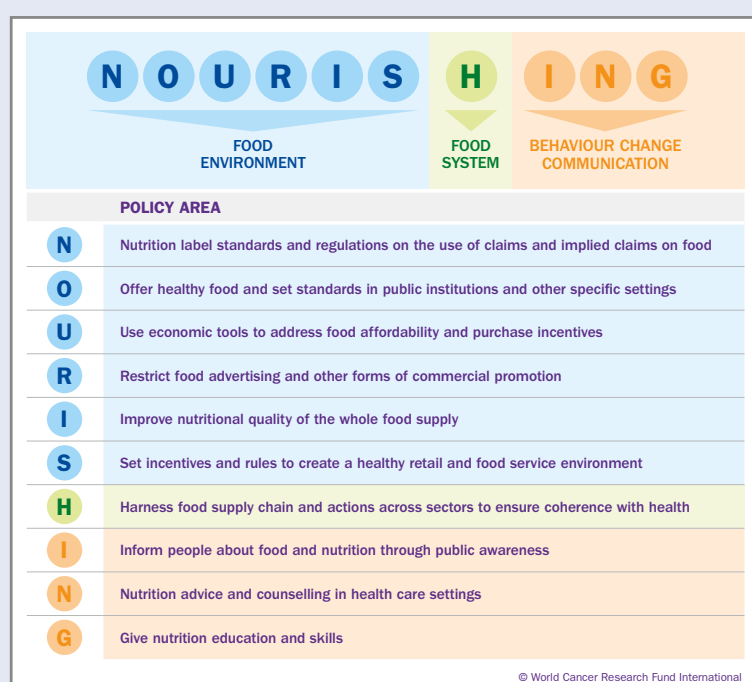 N O U R I S H I N G
FOOD
ENVIRONMENT
FOOD
SYSTEM
BEHAVIOUR CHANGE
COMMUNICATION
POLICY AREA
N Nutrition label standards and regulations on the use of claims and implied claims on food
O Offer healthy food and set standards in public institutions and other specific settings
U Use economic tools to address food affordability and purchase incentives
R Restrict food advertising and other forms of commercial promotion
I Improve nutritional quality of the whole food supply
S Set incentives and rules to create a healthy retail and food service environment
H Harness food supply chain and actions across sectors to ensure coherence with health
I Inform people about food and nutrition through public awareness
N Nutrition advice and counselling in health care settings
G Give nutrition education and skills
© World Cancer Research Fund International